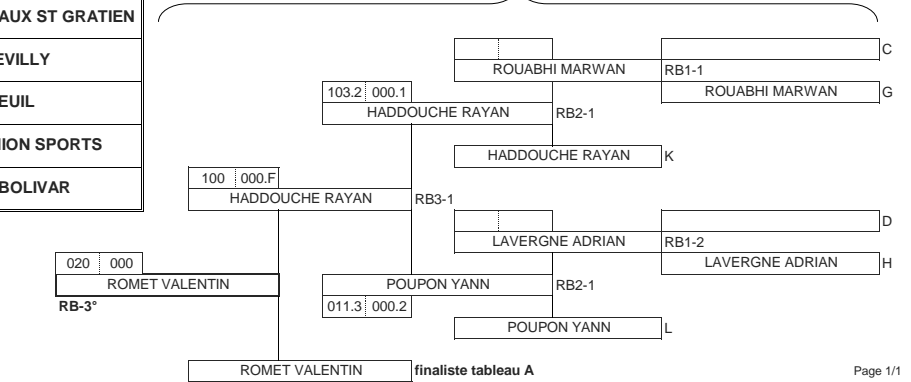 AUX ST GRATIEN
EVILLY
EUIL
ION SPORTS
BOLIVAR
C
ROUABHI MARWAN RB1-1
103.2 000.1 ROUABHI MARWAN G
HADDOUCHE RAYAN RB2-1
HADDOUCHE RAYAN K
100 000.F
HADDOUCHE RAYAN RB3-1
D
LAVERGNE ADRIAN RB1-2
020 000 LAVERGNE ADRIAN H
ROMET VALENTIN POUPON YANN RB2-1
RB-3° 011.3 000.2
POUPON YANN L
ROMET VALENTIN finaliste tableau A Page 1/1